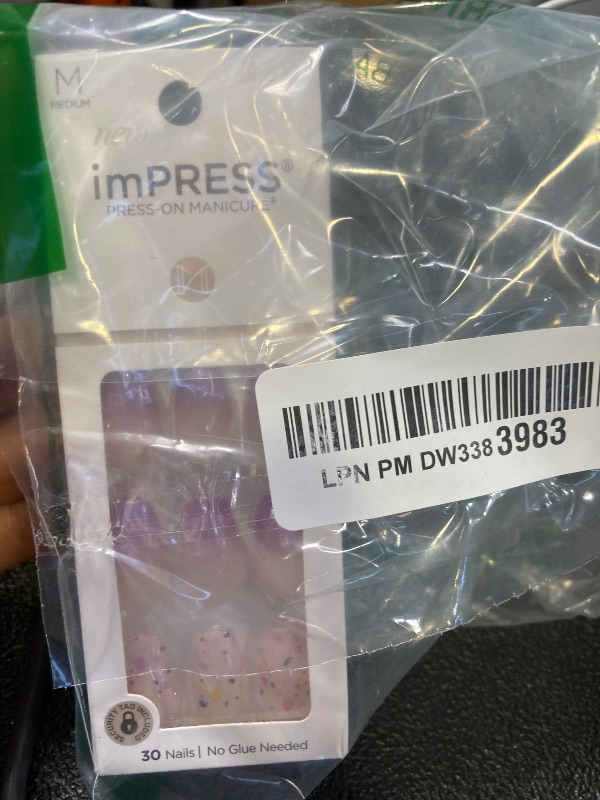 M
MEDIUM
new
imPRESS®
PRESS-ON MANICURE®
LPN PM DW338 3983
SECURITY TAG INCLUDED
30 Nails | No Glue Needed